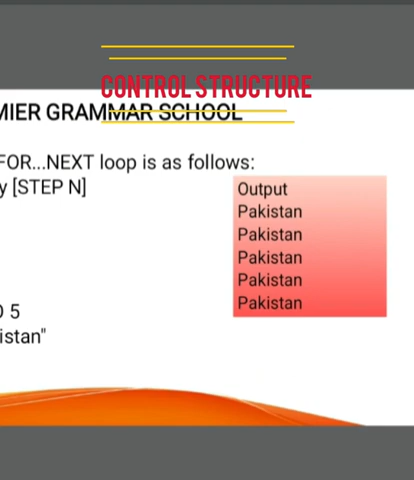 CONTROL STRUCTURE
MIER GRAMMAR SCHOOL
FOR...NEXT loop is as follows:
y [STEP N]
Output
Pakistan
Pakistan
Pakistan
Pakistan
Pakistan
O 5
istan"